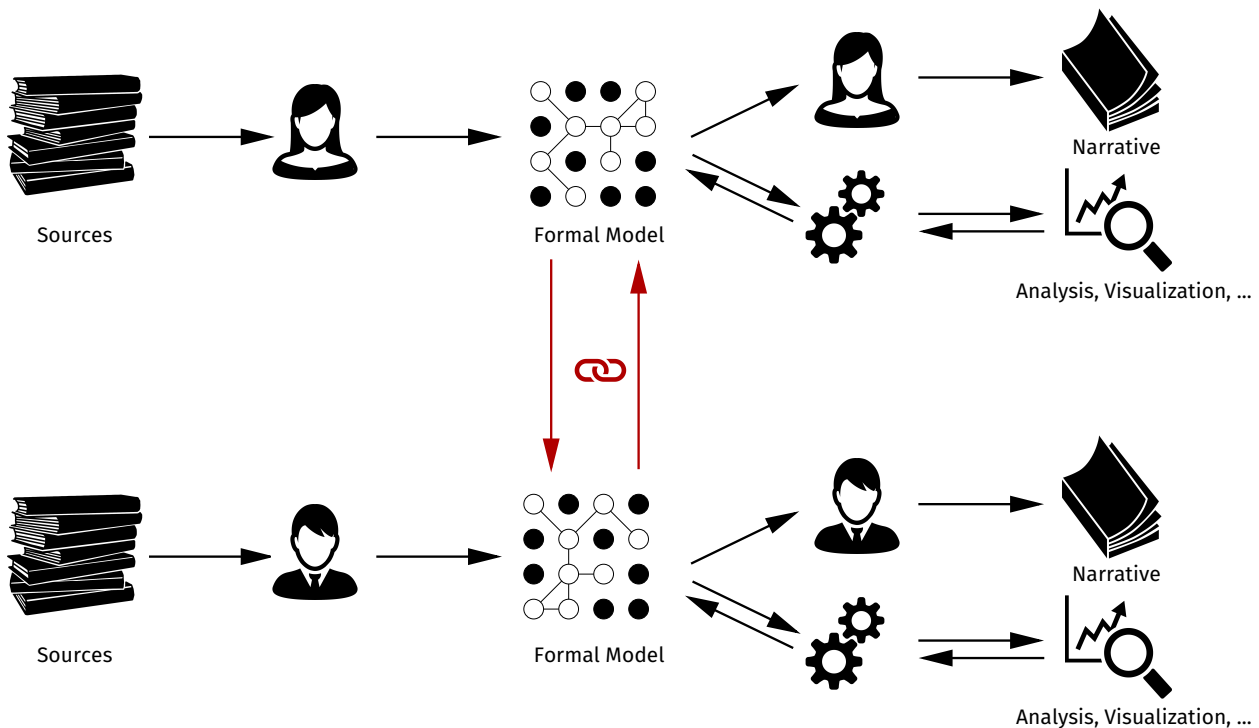 Narrative
Sources
Formal Model
Analysis, Visualization, ...
Narrative
Sources
Formal Model
Analysis, Visualization, ...